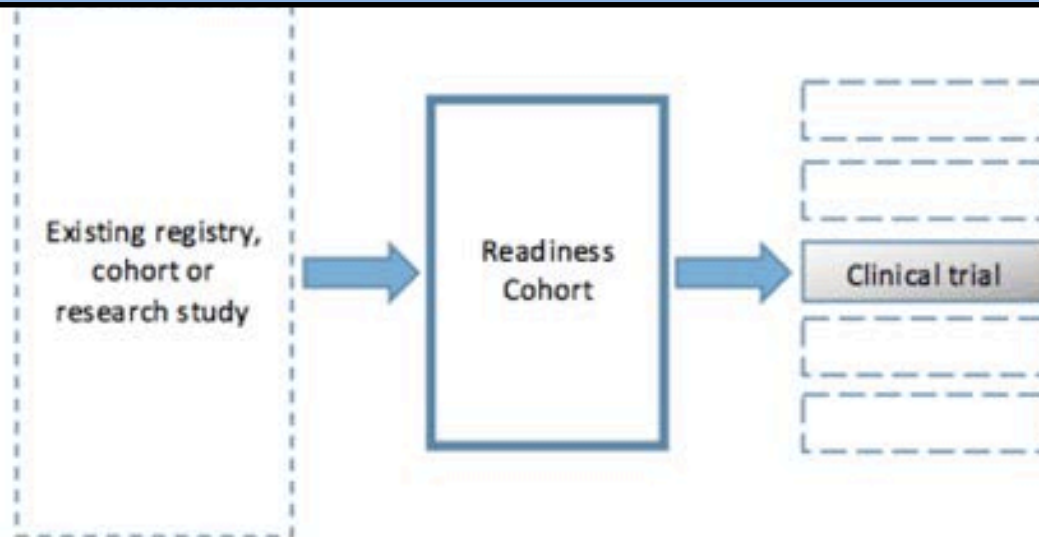 Existing registry,
cohort or
research study
Readiness
Cohort
Clinical trial